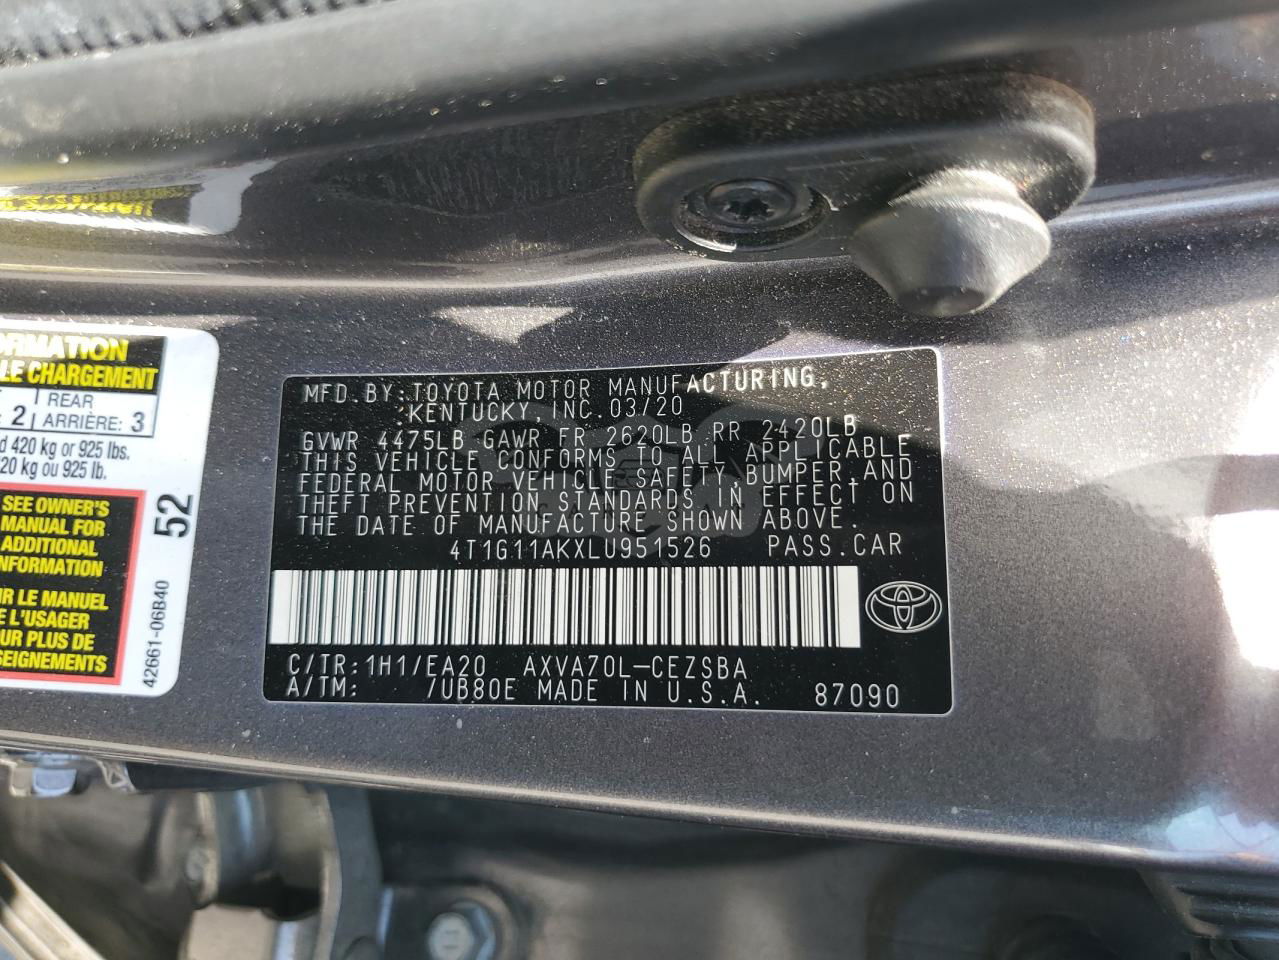 ORMATION
LE CHARGEMENT
REAR
2 ARRIÈRE: 3
d 420 kg or 925 lbs.
20 kg ou 925 lb.
SEE OWNER'S
MANUAL FOR
ADDITIONAL
INFORMATION
IR LE MANUEL
E L'USAGER
UR PLUS DE
SEIGNEMENTS
52
42661-06B40
MFD.BY:TOYOTA MOTOR MANUFACTURING,
KENTUCKY,INC.03/20
GVWR 4475LB GAWR FR 2620LB RR 2420LB
THIS VEHICLE CONFORMS TO ALL APPLICABLE
FEDERAL MOTOR VEHICLE SAFETY,BUMPER,AND
THEFT PREVENTION STANDARDS IN EFFECT ON
THE DATE OF MANUFACTURE SHOWN ABOVE.
4T1G11AKXLU951526 PASS.CAR
C/TR:1H1/EA20 AXVA70L-CEZSBA
A/TM: /UB80E MADE IN U.S.A. 87090